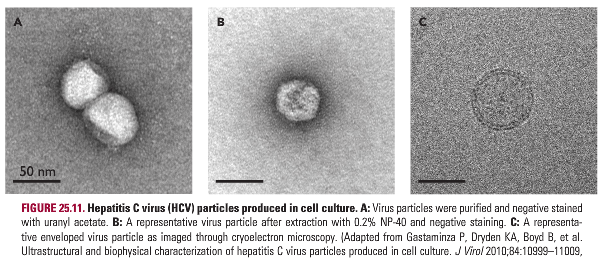 A
B
C
50 nm
FIGURE 25.11. Hepatitis C virus (HCV) particles produced in cell culture. A: Virus particles were purified and negative stained
with uranyl acetate. B: A representative virus particle after extraction with 0.2% NP-40 and negative staining. C: A representa-
tive enveloped virus particle as imaged through cryoelectron microscopy. (Adapted from Gastaminza P, Dryden KA, Boyd B, et al.
Ultrastructural and biophysical characterization of hepatitis C virus particles produced in cell culture. J Virol 2010;84:10999–11009,